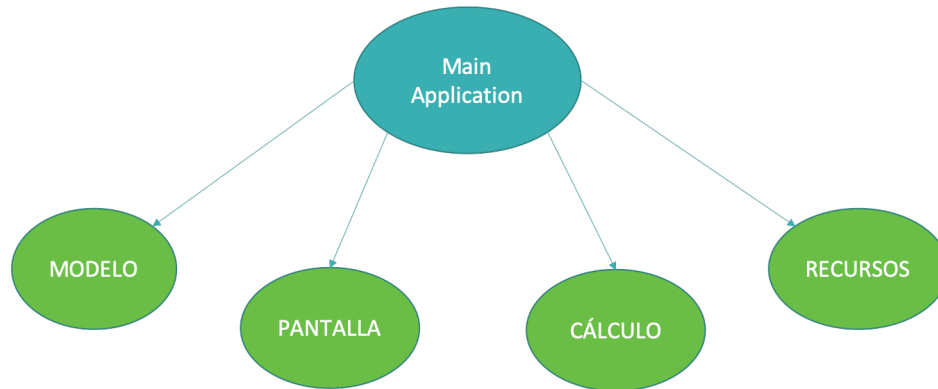 Main
Application
MODELO
PANTALLA
CÁLCULO
RECURSOS